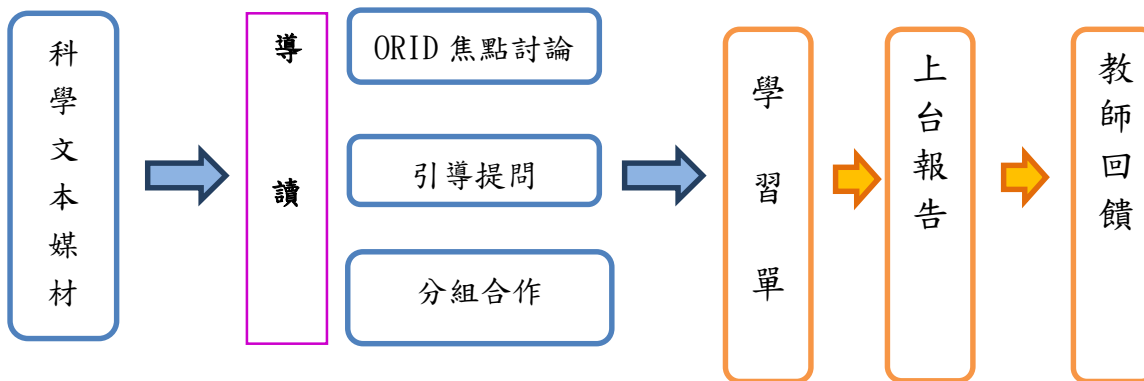 科學文本媒材
導讀
ORID 焦點討論
引導提問
分組合作
學習單
上台報告
教師回饋